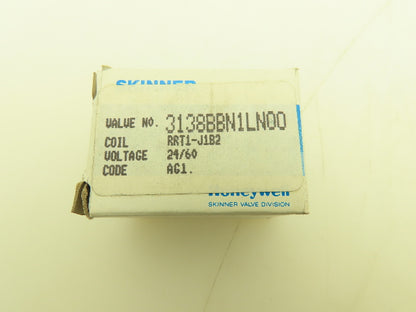 SKINNER
VALVE NO. 3138BBN1LN00
COIL RRT1-J1B2
VOLTAGE 24/60
CODE AG1.
Honeywell
SKINNER VALVE DIVISION